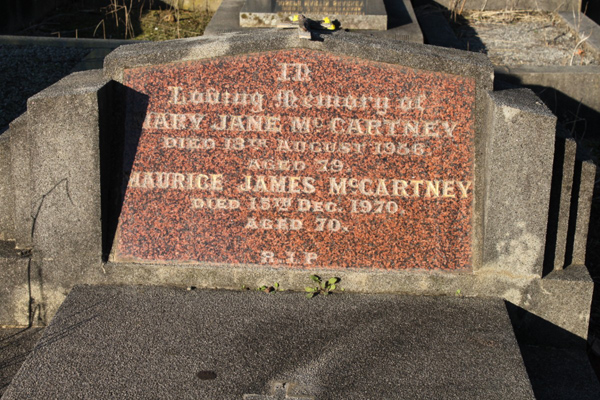 IN
Loving Memory of
MARY JANE McCARTNEY
DIED 13TH AUGUST 1956.
AGED 79.
MAURICE JAMES McCARTNEY
DIED 15TH DEC. 1970.
AGED 70.
R.I.P